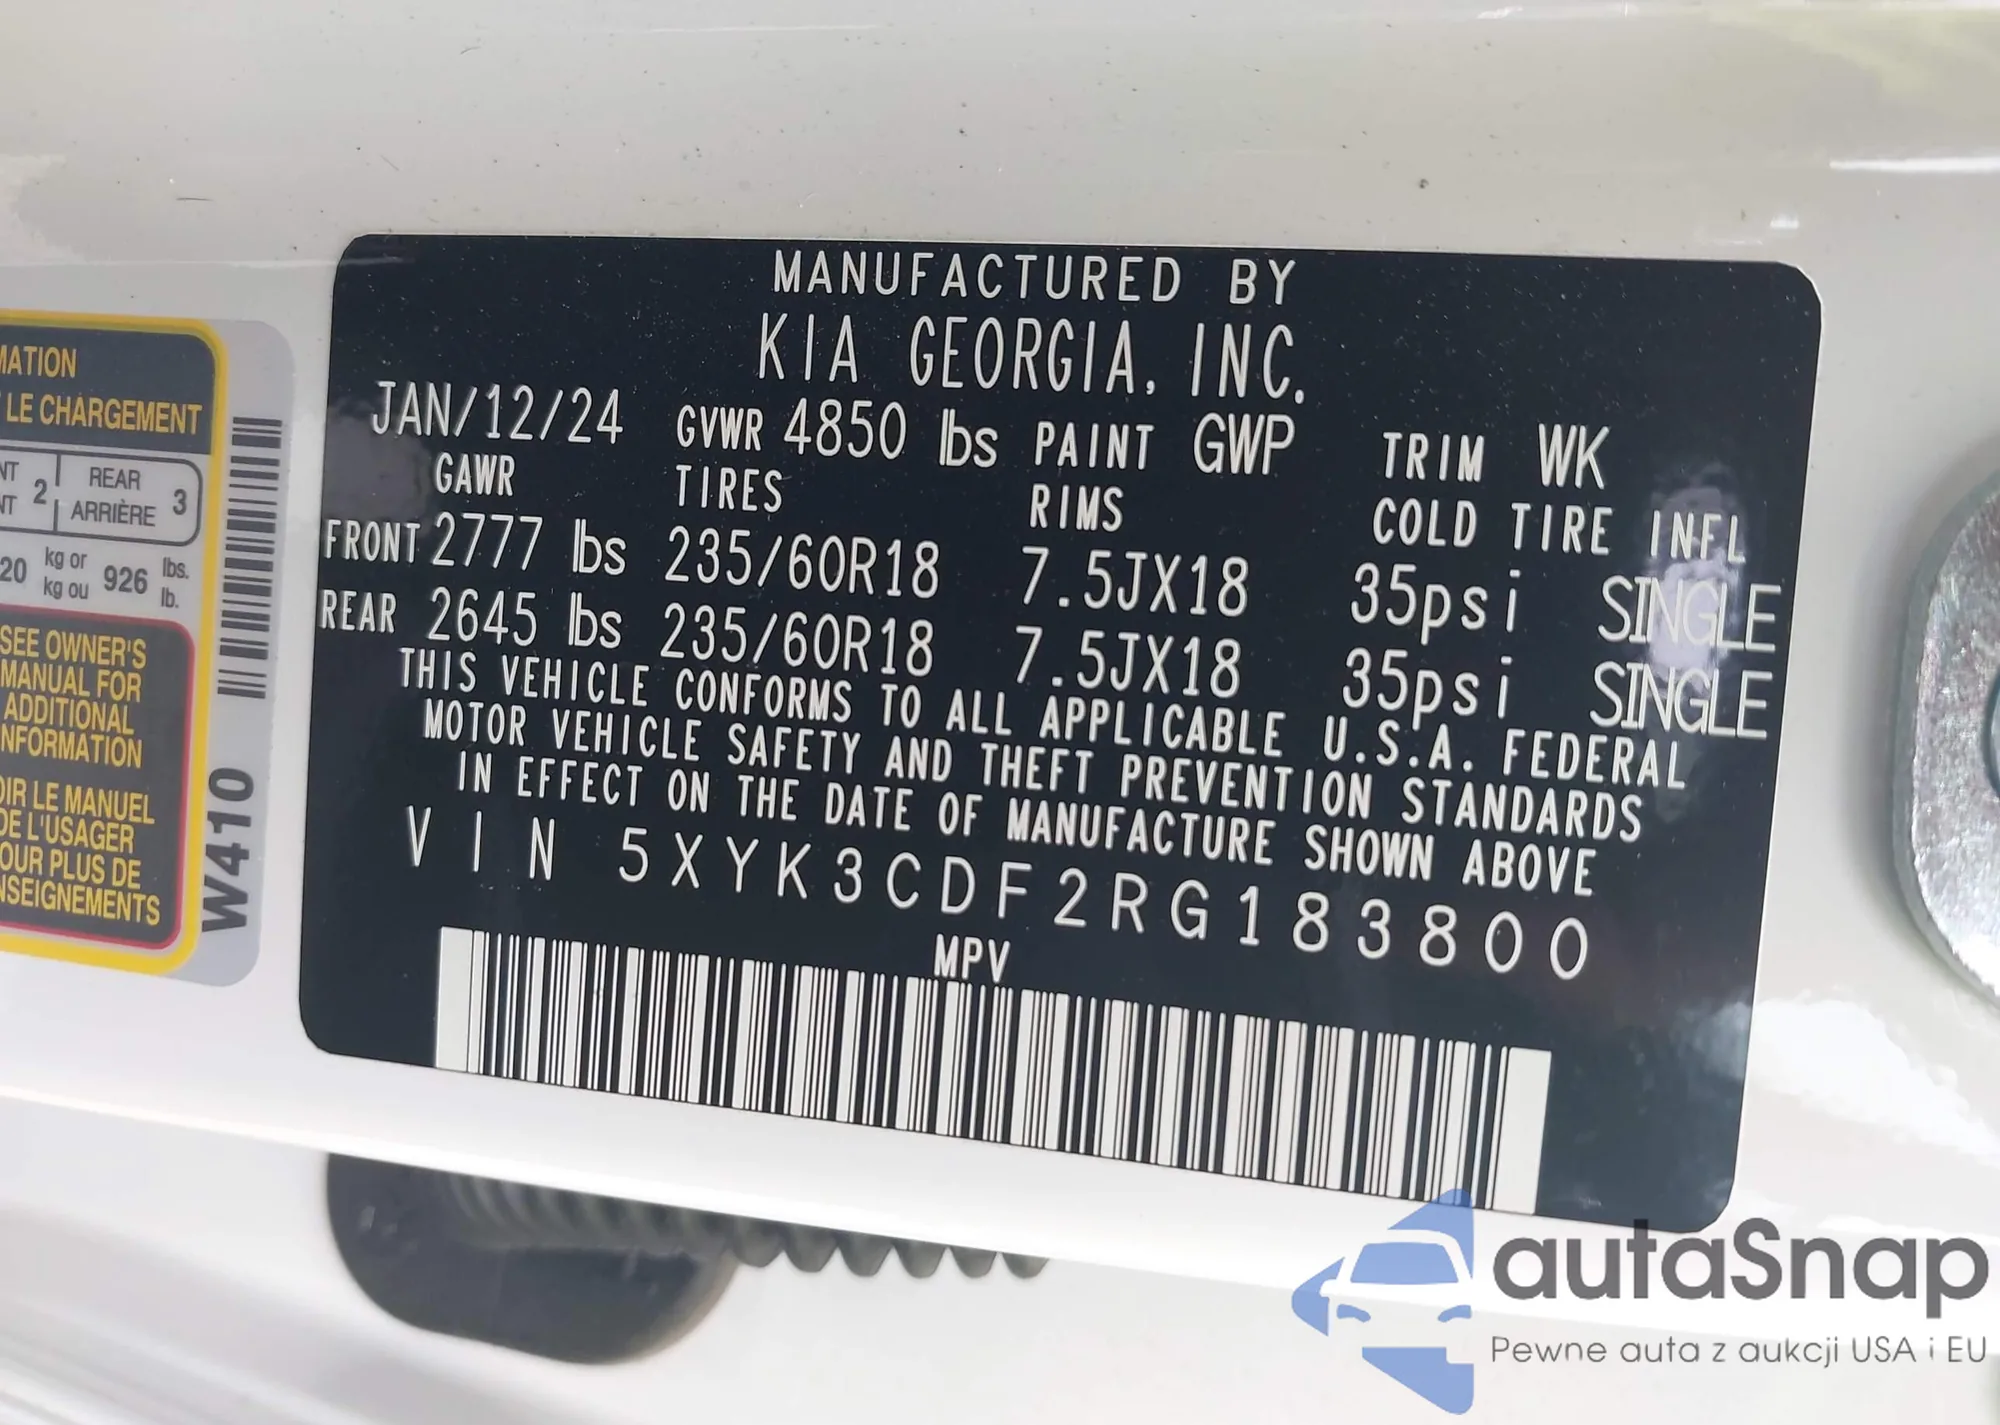 MANUFACTURED BY
KIA GEORGIA, INC.
JAN/12/24 GVWR 4850 lbs PAINT GWP TRIM WK
GAWR TIRES RIMS COLD TIRE INFL
FRONT 2777 lbs 235/60R18 7.5JX18 35psi SINGLE
REAR 2645 lbs 235/60R18 7.5JX18 35psi SINGLE
THIS VEHICLE CONFORMS TO ALL APPLICABLE U.S.A. FEDERAL
MOTOR VEHICLE SAFETY AND THEFT PREVENTION STANDARDS
IN EFFECT ON THE DATE OF MANUFACTURE SHOWN ABOVE
VIN 5XYK3CDF2RG183800
MPV
LE CHARGEMENT
2 REAR 3
ARRIÈRE
kg or 926 lbs.
kg ou lb.
SEE OWNER'S
MANUAL FOR
ADDITIONAL
LE MANUEL
DE L'USAGER
PLUS DE
W410
autaSnap
Pewne auta z aukcji USA i EU